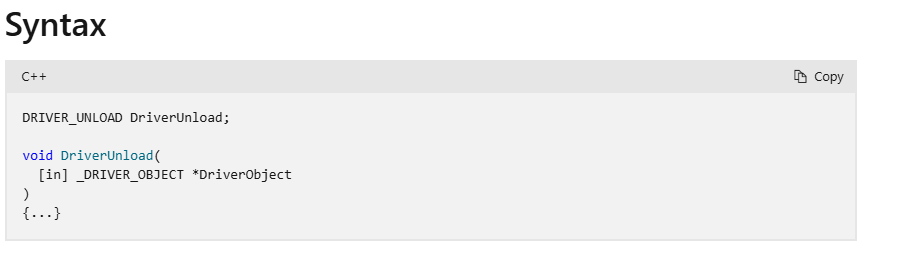 Syntax
C++ Copy
DRIVER_UNLOAD DriverUnload;
void DriverUnload(
[in] _DRIVER_OBJECT *DriverObject
)
{...}